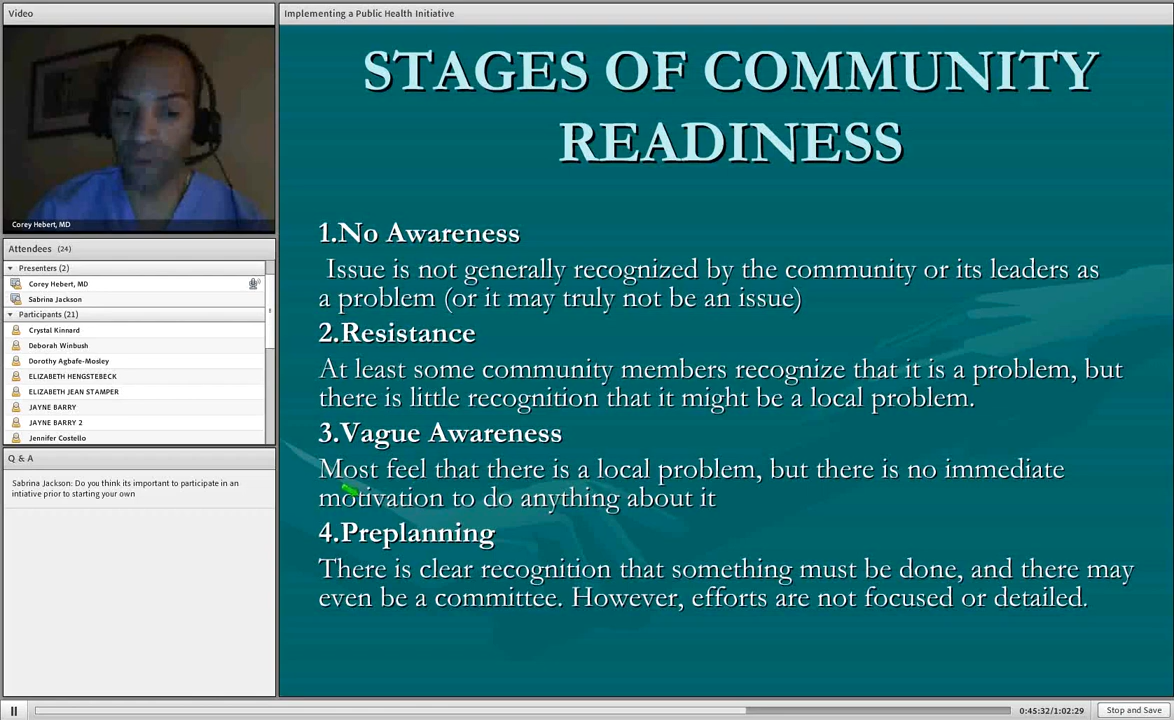 Video
Corey Hebert, MD
Attendees (24)
Presenters (2)
Corey Hebert, MD
Sabrina Jackson
Participants (21)
Crystal Kinnard
Deborah Winbush
Dorothy Agbafe-Mosley
ELIZABETH HENGSTEBECK
ELIZABETH JEAN STAMPER
JAYNE BARRY
JAYNE BARRY 2
Jennifer Costello
Q & A
Sabrina Jackson: Do you think its important to participate in an
intiative prior to starting your own
Implementing a Public Health Initiative
STAGES OF COMMUNITY
READINESS
1.No Awareness
Issue is not generally recognized by the community or its leaders as
a problem (or it may truly not be an issue)
2.Resistance
At least some community members recognize that it is a problem, but
there is little recognition that it might be a local problem.
3.Vague Awareness
Most feel that there is a local problem, but there is no immediate
motivation to do anything about it
4.Preplanning
There is clear recognition that something must be done, and there may
even be a committee. However, efforts are not focused or detailed.
0:45:32/1:02:29
Stop and Save